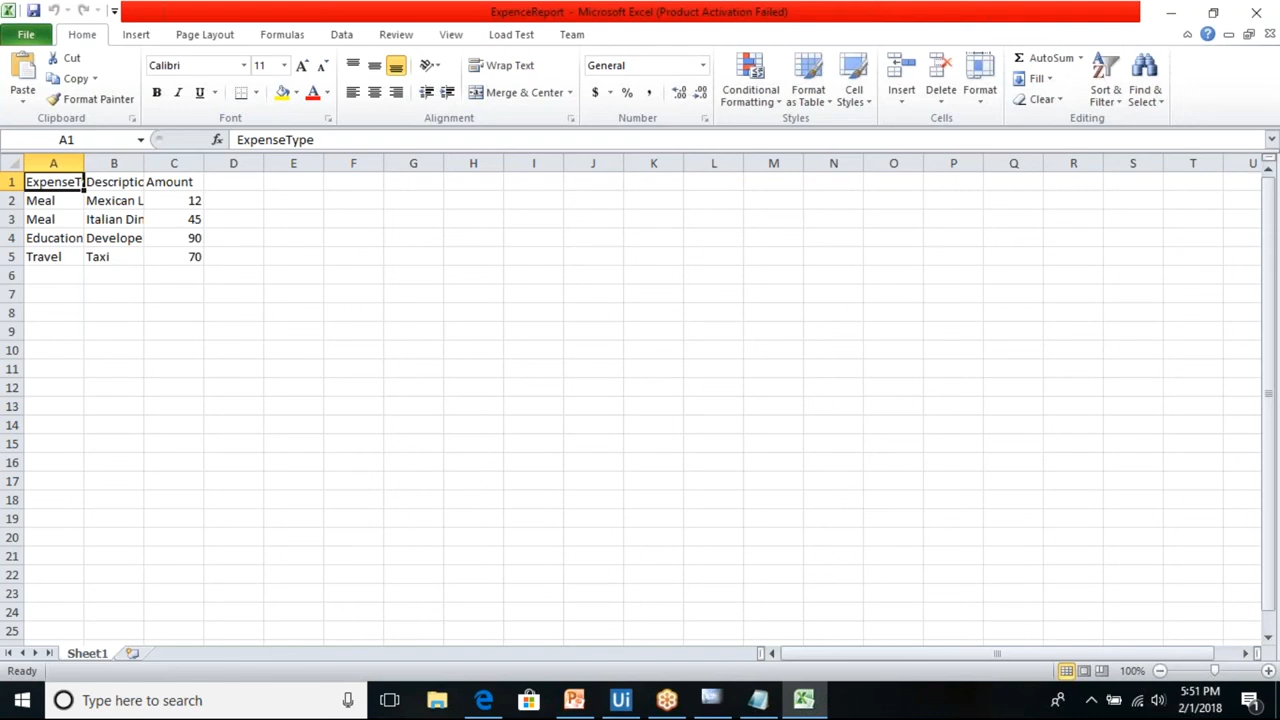 ExpenceReport - Microsoft Excel (Product Activation Failed)
File Home Insert Page Layout Formulas Data Review View Load Test Team
Paste
Cut
Copy
Format Painter
Clipboard
Calibri 11
B I U
Font
Wrap Text
Merge & Center
Alignment
General
$ % ,
Number
Conditional Formatting
Format as Table
Cell Styles
Styles
Insert
Delete
Format
Cells
Σ AutoSum
Fill
Clear
Sort & Filter
Find & Select
Editing
A1 fx ExpenseType
A B C D E F G H I J K L M N O P Q R S T U
1 ExpenseT Descriptic Amount
2 Meal Mexican L 12
3 Meal Italian Din 45
4 Education Develope 90
5 Travel Taxi 70
6
7
8
9
10
11
12
13
14
15
16
17
18
19
20
21
22
23
24
25
Sheet1
Ready 100%
Type here to search Ui 5:51 PM
2/1/2018